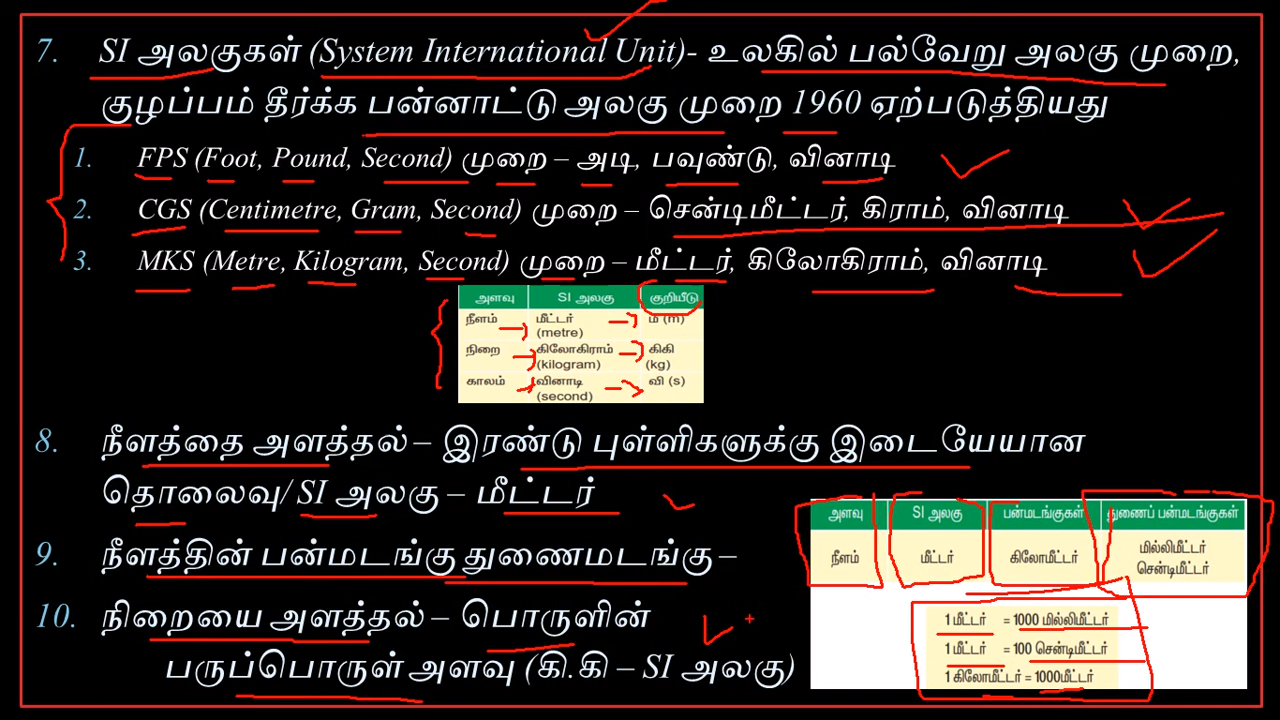 7. SI அலகுகள் (System International Unit)- உலகில் பல்வேறு அலகு முறை,
குழப்பம் தீர்க்க பன்னாட்டு அலகு முறை 1960 ஏற்படுத்தியது
1. FPS (Foot, Pound, Second) முறை – அடி, பவுண்டு, வினாடி
2. CGS (Centimetre, Gram, Second) முறை – சென்டிமீட்டர், கிராம், வினாடி
3. MKS (Metre, Kilogram, Second) முறை – மீட்டர், கிலோகிராம், வினாடி
அளவு SI அலகு குறியீடு
நீளம் மீட்டர் ம (m)
(metre)
நிறை கிலோகிராம் கிகி
(kilogram) (kg)
காலம் வினாடி வி (s)
(second)
8. நீளத்தை அளத்தல் – இரண்டு புள்ளிகளுக்கு இடையேயான
தொலைவு/ SI அலகு – மீட்டர்
9. நீளத்தின் பன்மடங்கு துணைமடங்கு –
10. நிறையை அளத்தல் – பொருளின்
பருப்பொருள் அளவு (கி.கி – SI அலகு)
அளவு SI அலகு பன்மடங்குகள் துணைப் பன்மடங்குகள்
நீளம் மீட்டர் கிலோமீட்டர் மில்லிமீட்டர்
சென்டிமீட்டர்
1 மீட்டர் = 1000 மில்லிமீட்டர்
1 மீட்டர் = 100 சென்டிமீட்டர்
1 கிலோமீட்டர் = 1000மீட்டர்